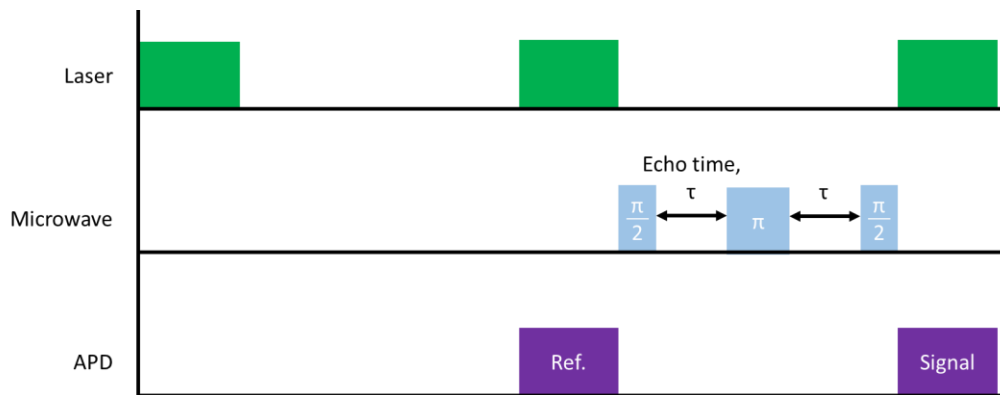 Laser
Echo time,
τ
τ
Microwave
π
2
π
π
2
APD
Ref.
Signal